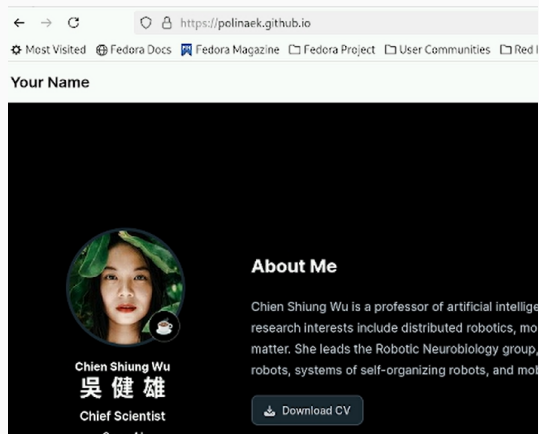 https://polinaek.github.io
Most Visited Fedora Docs Fedora Magazine Fedora Project User Communities Red
Your Name
About Me
Chien Shiung Wu is a professor of artificial intellige
research interests include distributed robotics, mo
matter. She leads the Robotic Neurobiology group,
robots, systems of self-organizing robots, and mob
Download CV
Chien Shiung Wu
吳健雄
Chief Scientist